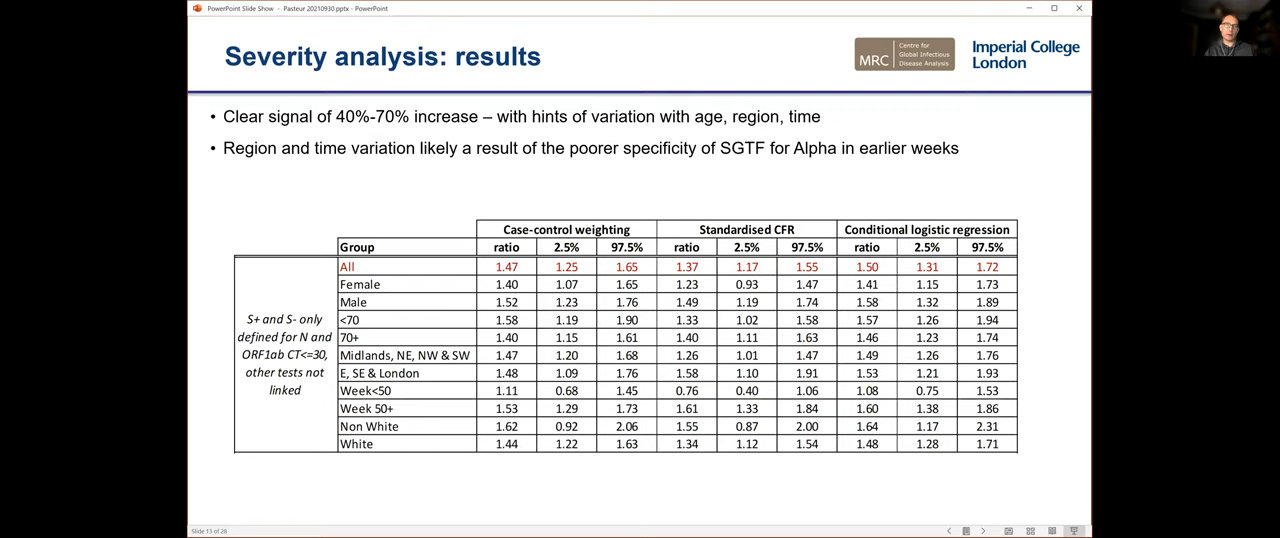 PowerPoint Slide Show - Pasteur 20210930.pptx - PowerPoint
Severity analysis: results
MRC
Centre for
Global Infectious
Disease Analysis
Imperial College
London
• Clear signal of 40%-70% increase – with hints of variation with age, region, time
• Region and time variation likely a result of the poorer specificity of SGTF for Alpha in earlier weeks
Case-control weighting Standardised CFR Conditional logistic regression
Group ratio 2.5% 97.5% ratio 2.5% 97.5% ratio 2.5% 97.5%
S+ and S- only
defined for N and
ORF1ab CT<=30,
other tests not
linked
All 1.47 1.25 1.65 1.37 1.17 1.55 1.50 1.31 1.72
Female 1.40 1.07 1.65 1.23 0.93 1.47 1.41 1.15 1.73
Male 1.52 1.23 1.76 1.49 1.19 1.74 1.58 1.32 1.89
<70 1.58 1.19 1.90 1.33 1.02 1.58 1.57 1.26 1.94
70+ 1.40 1.15 1.61 1.40 1.11 1.63 1.46 1.23 1.74
Midlands, NE, NW & SW 1.47 1.20 1.68 1.26 1.01 1.47 1.49 1.26 1.76
E, SE & London 1.48 1.09 1.76 1.58 1.10 1.91 1.53 1.21 1.93
Week<50 1.11 0.68 1.45 0.76 0.40 1.06 1.08 0.75 1.53
Week 50+ 1.53 1.29 1.73 1.61 1.33 1.84 1.60 1.38 1.86
Non White 1.62 0.92 2.06 1.55 0.87 2.00 1.64 1.17 2.31
White 1.44 1.22 1.63 1.34 1.12 1.54 1.48 1.28 1.71
Slide 13 of 28